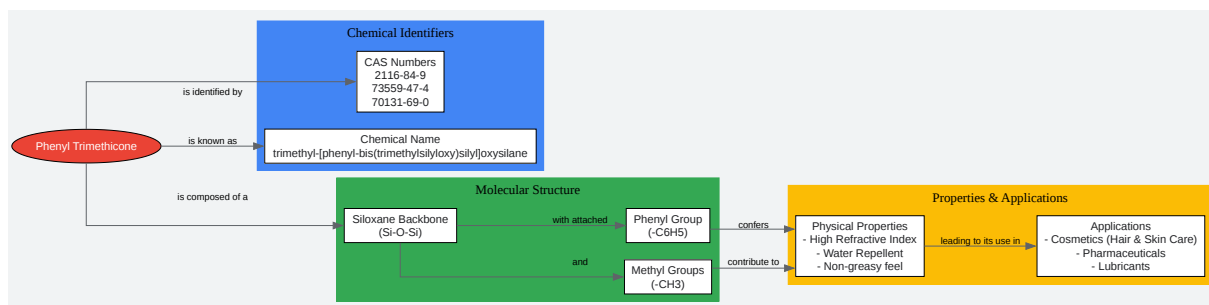 Chemical Identifiers
CAS Numbers
2116-84-9
73559-47-4
70131-69-0
is identified by
Phenyl Trimethicone
is known as
Chemical Name
trimethyl-[phenyl-bis(trimethylsilyloxy)silyl]oxysilane
is composed of a
Molecular Structure
Siloxane Backbone
(Si-O-Si)
with attached
Phenyl Group
(-C6H5)
and
Methyl Groups
(-CH3)
confers
contribute to
Properties & Applications
Physical Properties
- High Refractive Index
- Water Repellent
- Non-greasy feel
leading to its use in
Applications
- Cosmetics (Hair & Skin Care)
- Pharmaceuticals
- Lubricants